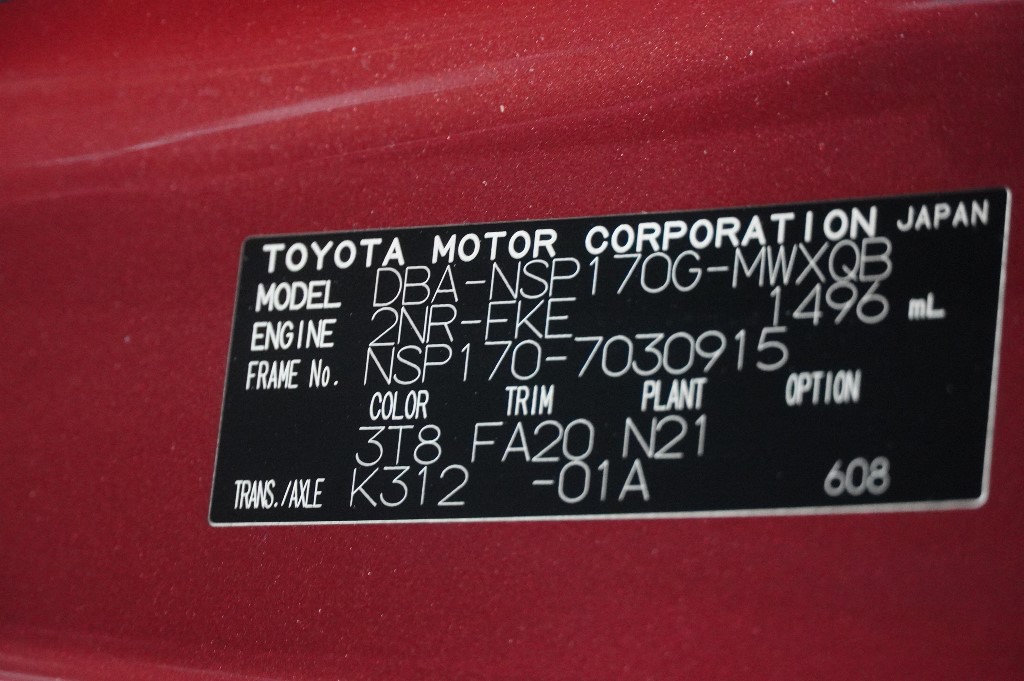 TOYOTA MOTOR CORPORATION JAPAN
MODEL DBA-NSP170G-MWXQB
ENGINE 2NR-FKE 1496 mL
FRAME No. NSP170-7030915
COLOR TRIM PLANT OPTION
3T8 FA20 N21
TRANS./AXLE K312 -01A 608